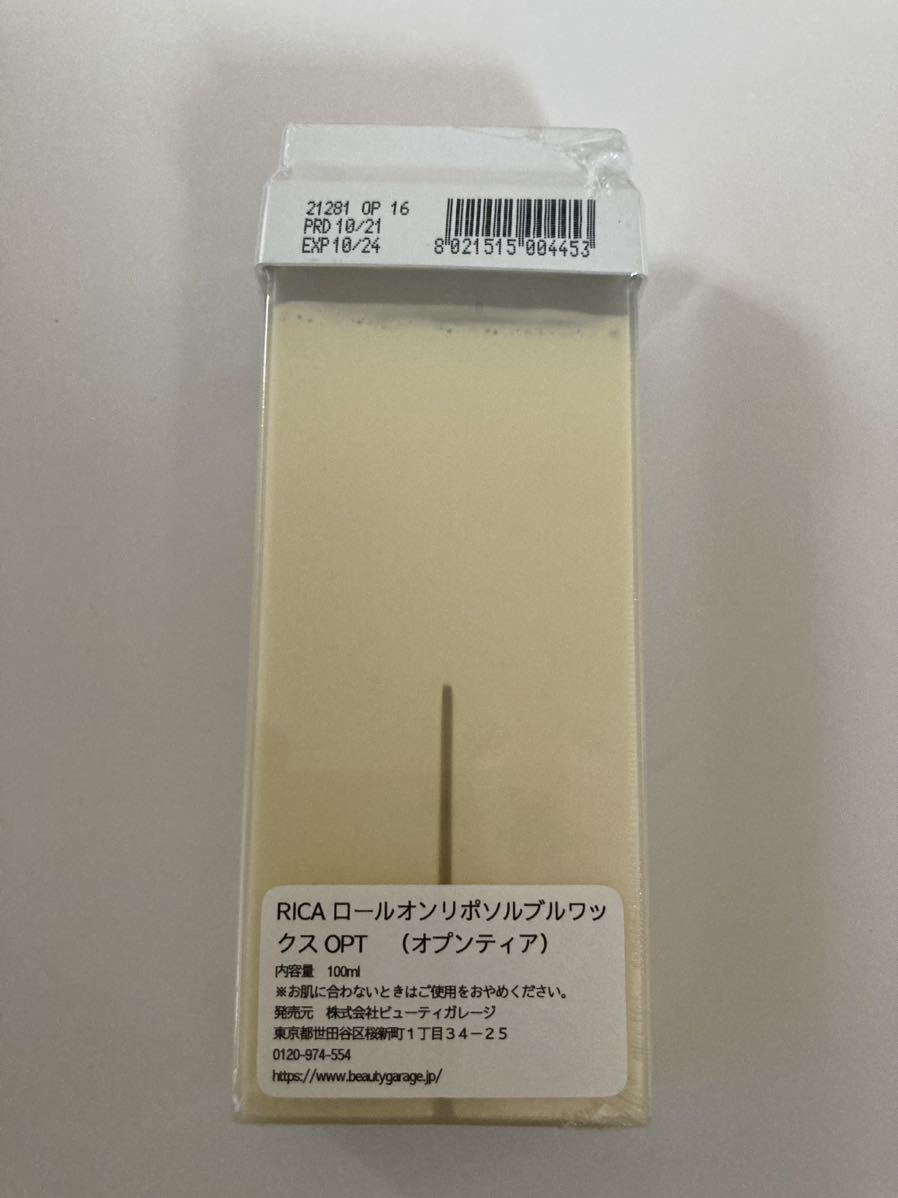 21281 OP 16
PRD 10/21
EXP 10/24
8 021515 004453
RICA ロールオンリポソルブルワッ
クス OPT （オプンティア）
内容量 100ml
※お肌に合わないときはご使用をおやめください。
発売元 株式会社ビューティガレージ
東京都世田谷区桜新町１丁目３４－２５
0120-974-554
https://www.beautygarage.jp/